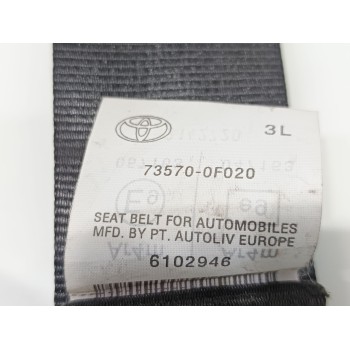 3L
73570-0F020
SEAT BELT FOR AUTOMOBILES
MFD. BY PT. AUTOLIV EUROPE
6102946